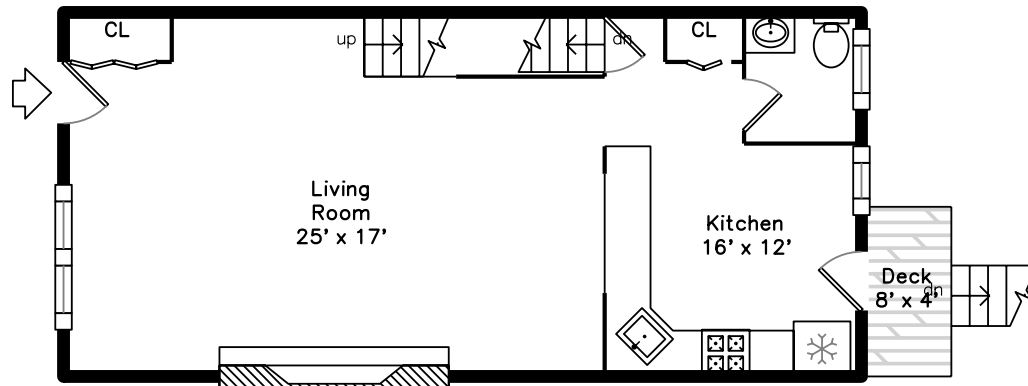 CL
up
dn
CL
Living
Room
25' x 17'
Kitchen
16' x 12'
Deck
8' x 4'
dn